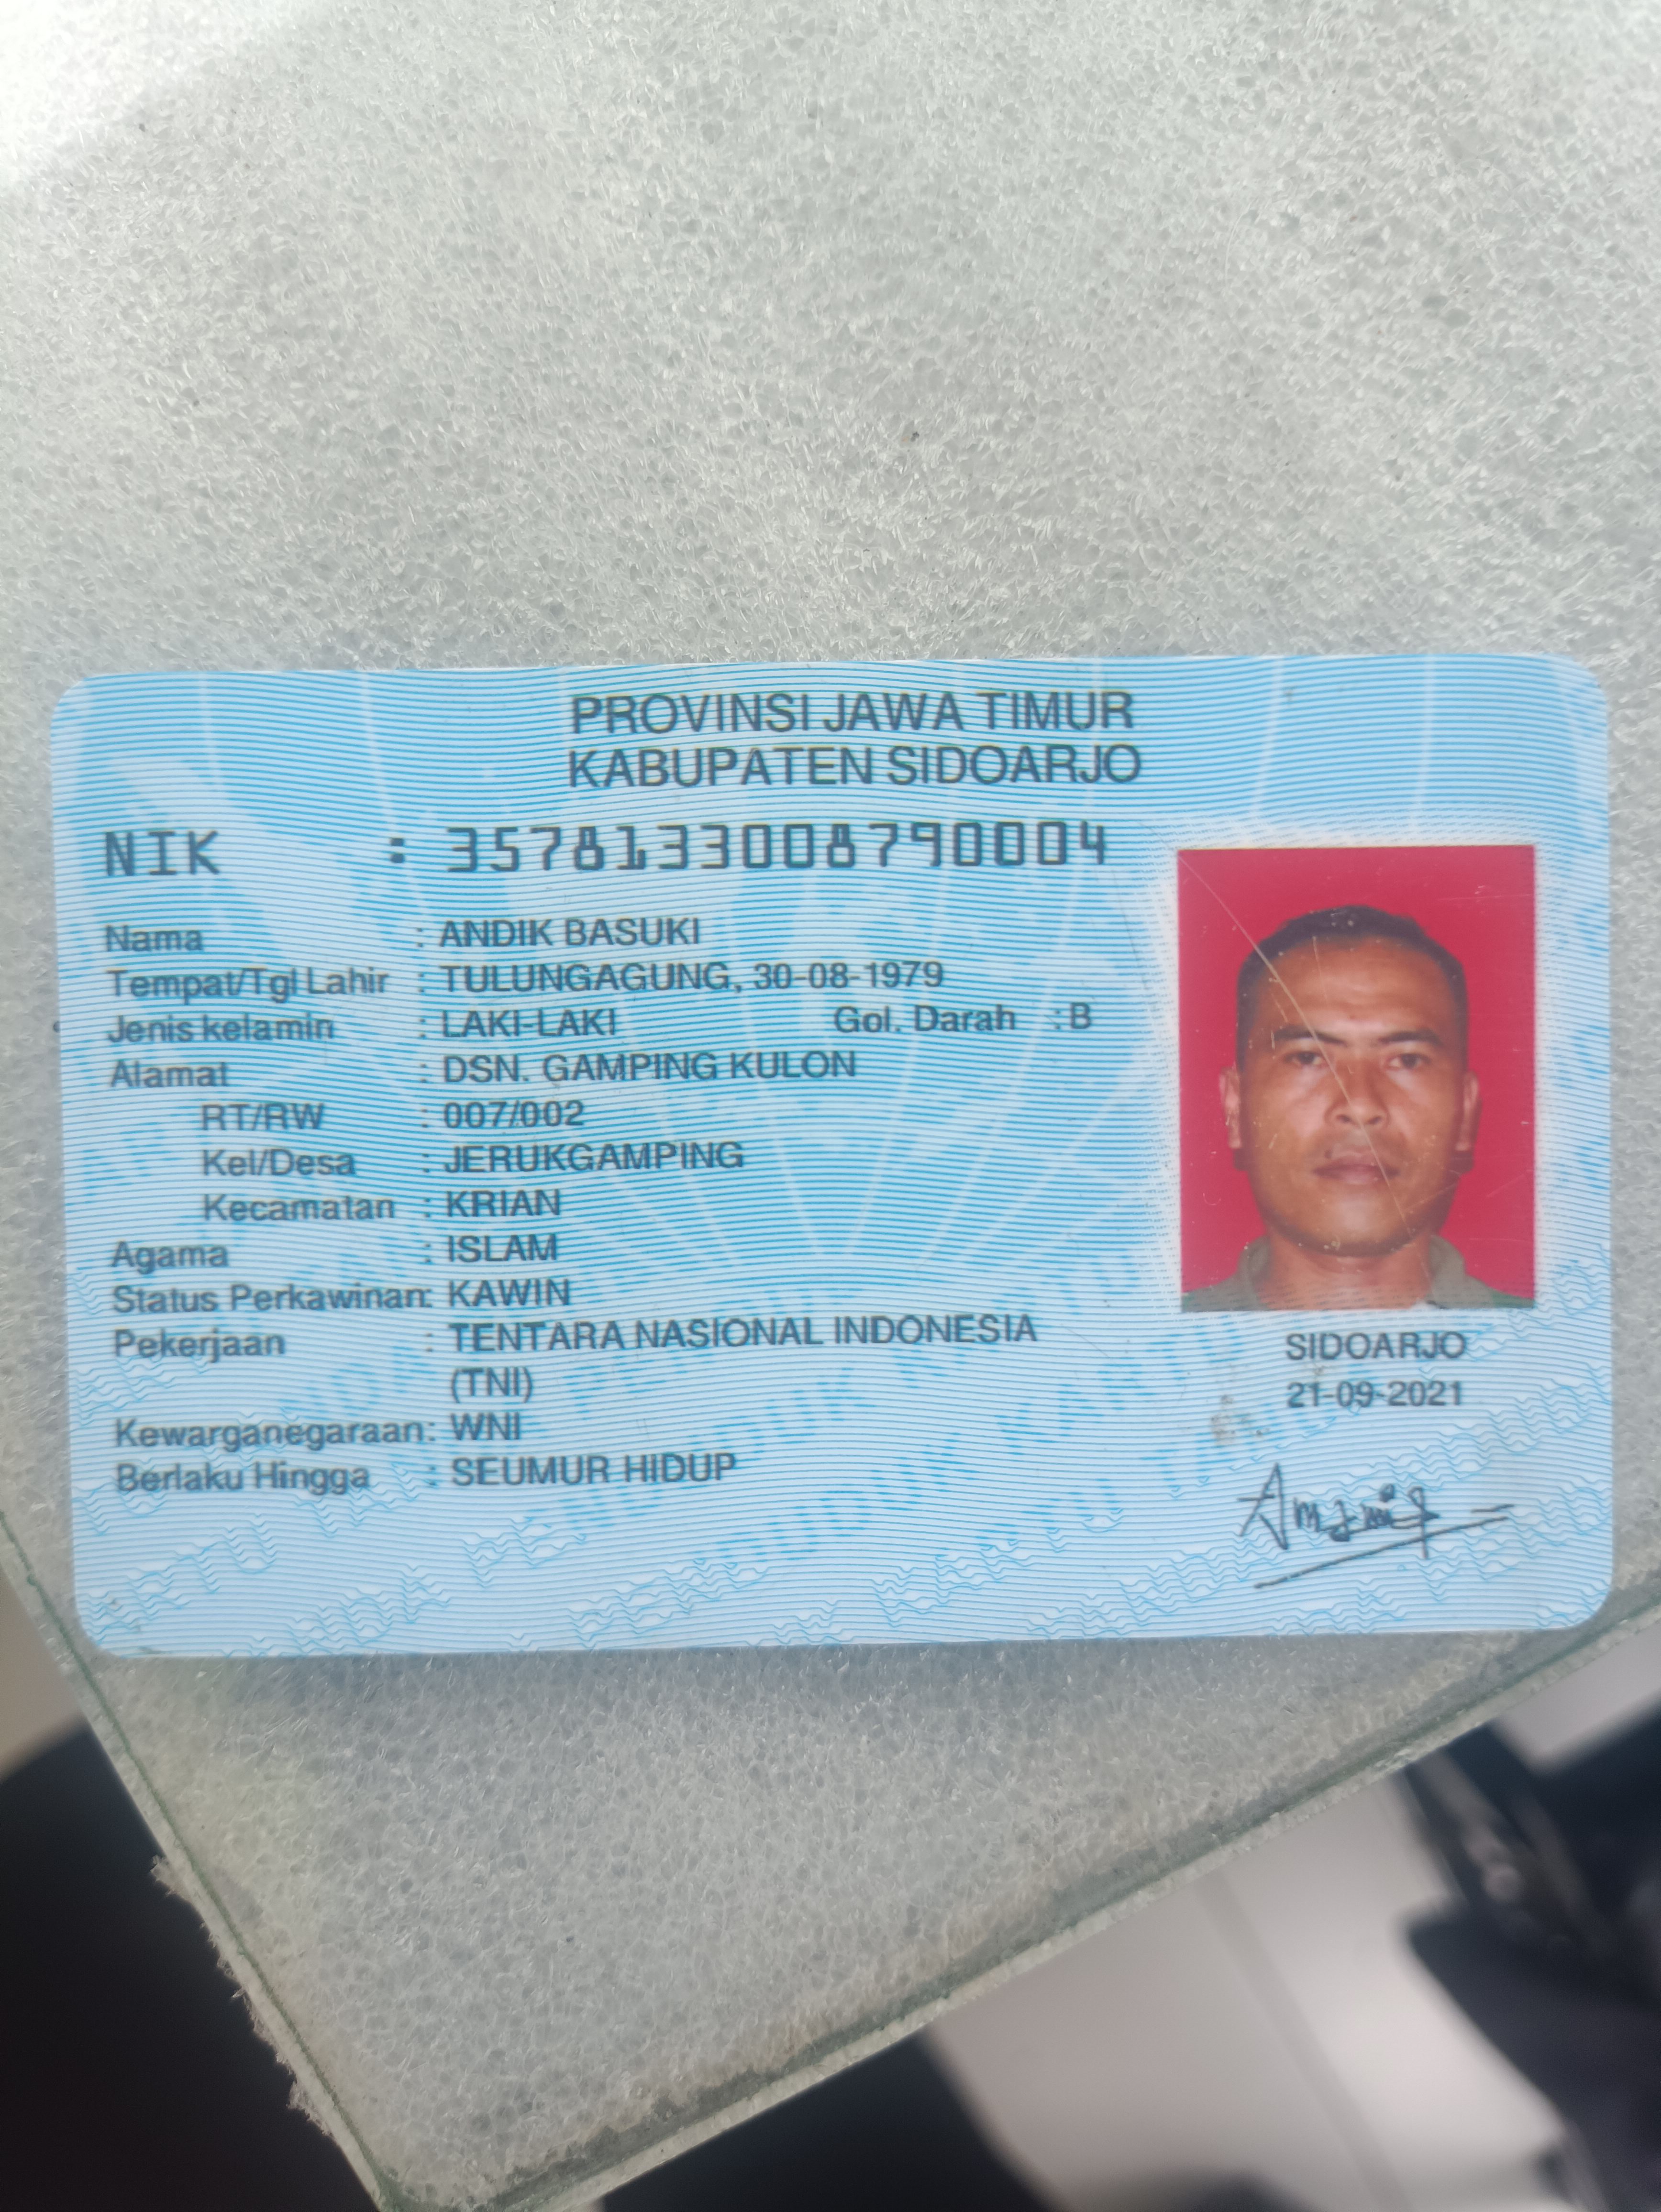 PROVINSI JAWA TIMUR
KABUPATEN SIDOARJO
NIK : 3578133008790004
Nama : ANDIK BASUKI
Tempat/Tgl Lahir : TULUNGAGUNG, 30-08-1979
Jenis kelamin : LAKI-LAKI Gol. Darah : B
Alamat : DSN. GAMPING KULON
RT/RW : 007/002
Kel/Desa : JERUKGAMPING
Kecamatan : KRIAN
Agama : ISLAM
Status Perkawinan: KAWIN
Pekerjaan : TENTARA NASIONAL INDONESIA
(TNI)
Kewarganegaraan: WNI
Berlaku Hingga : SEUMUR HIDUP
SIDOARJO
21-09-2021